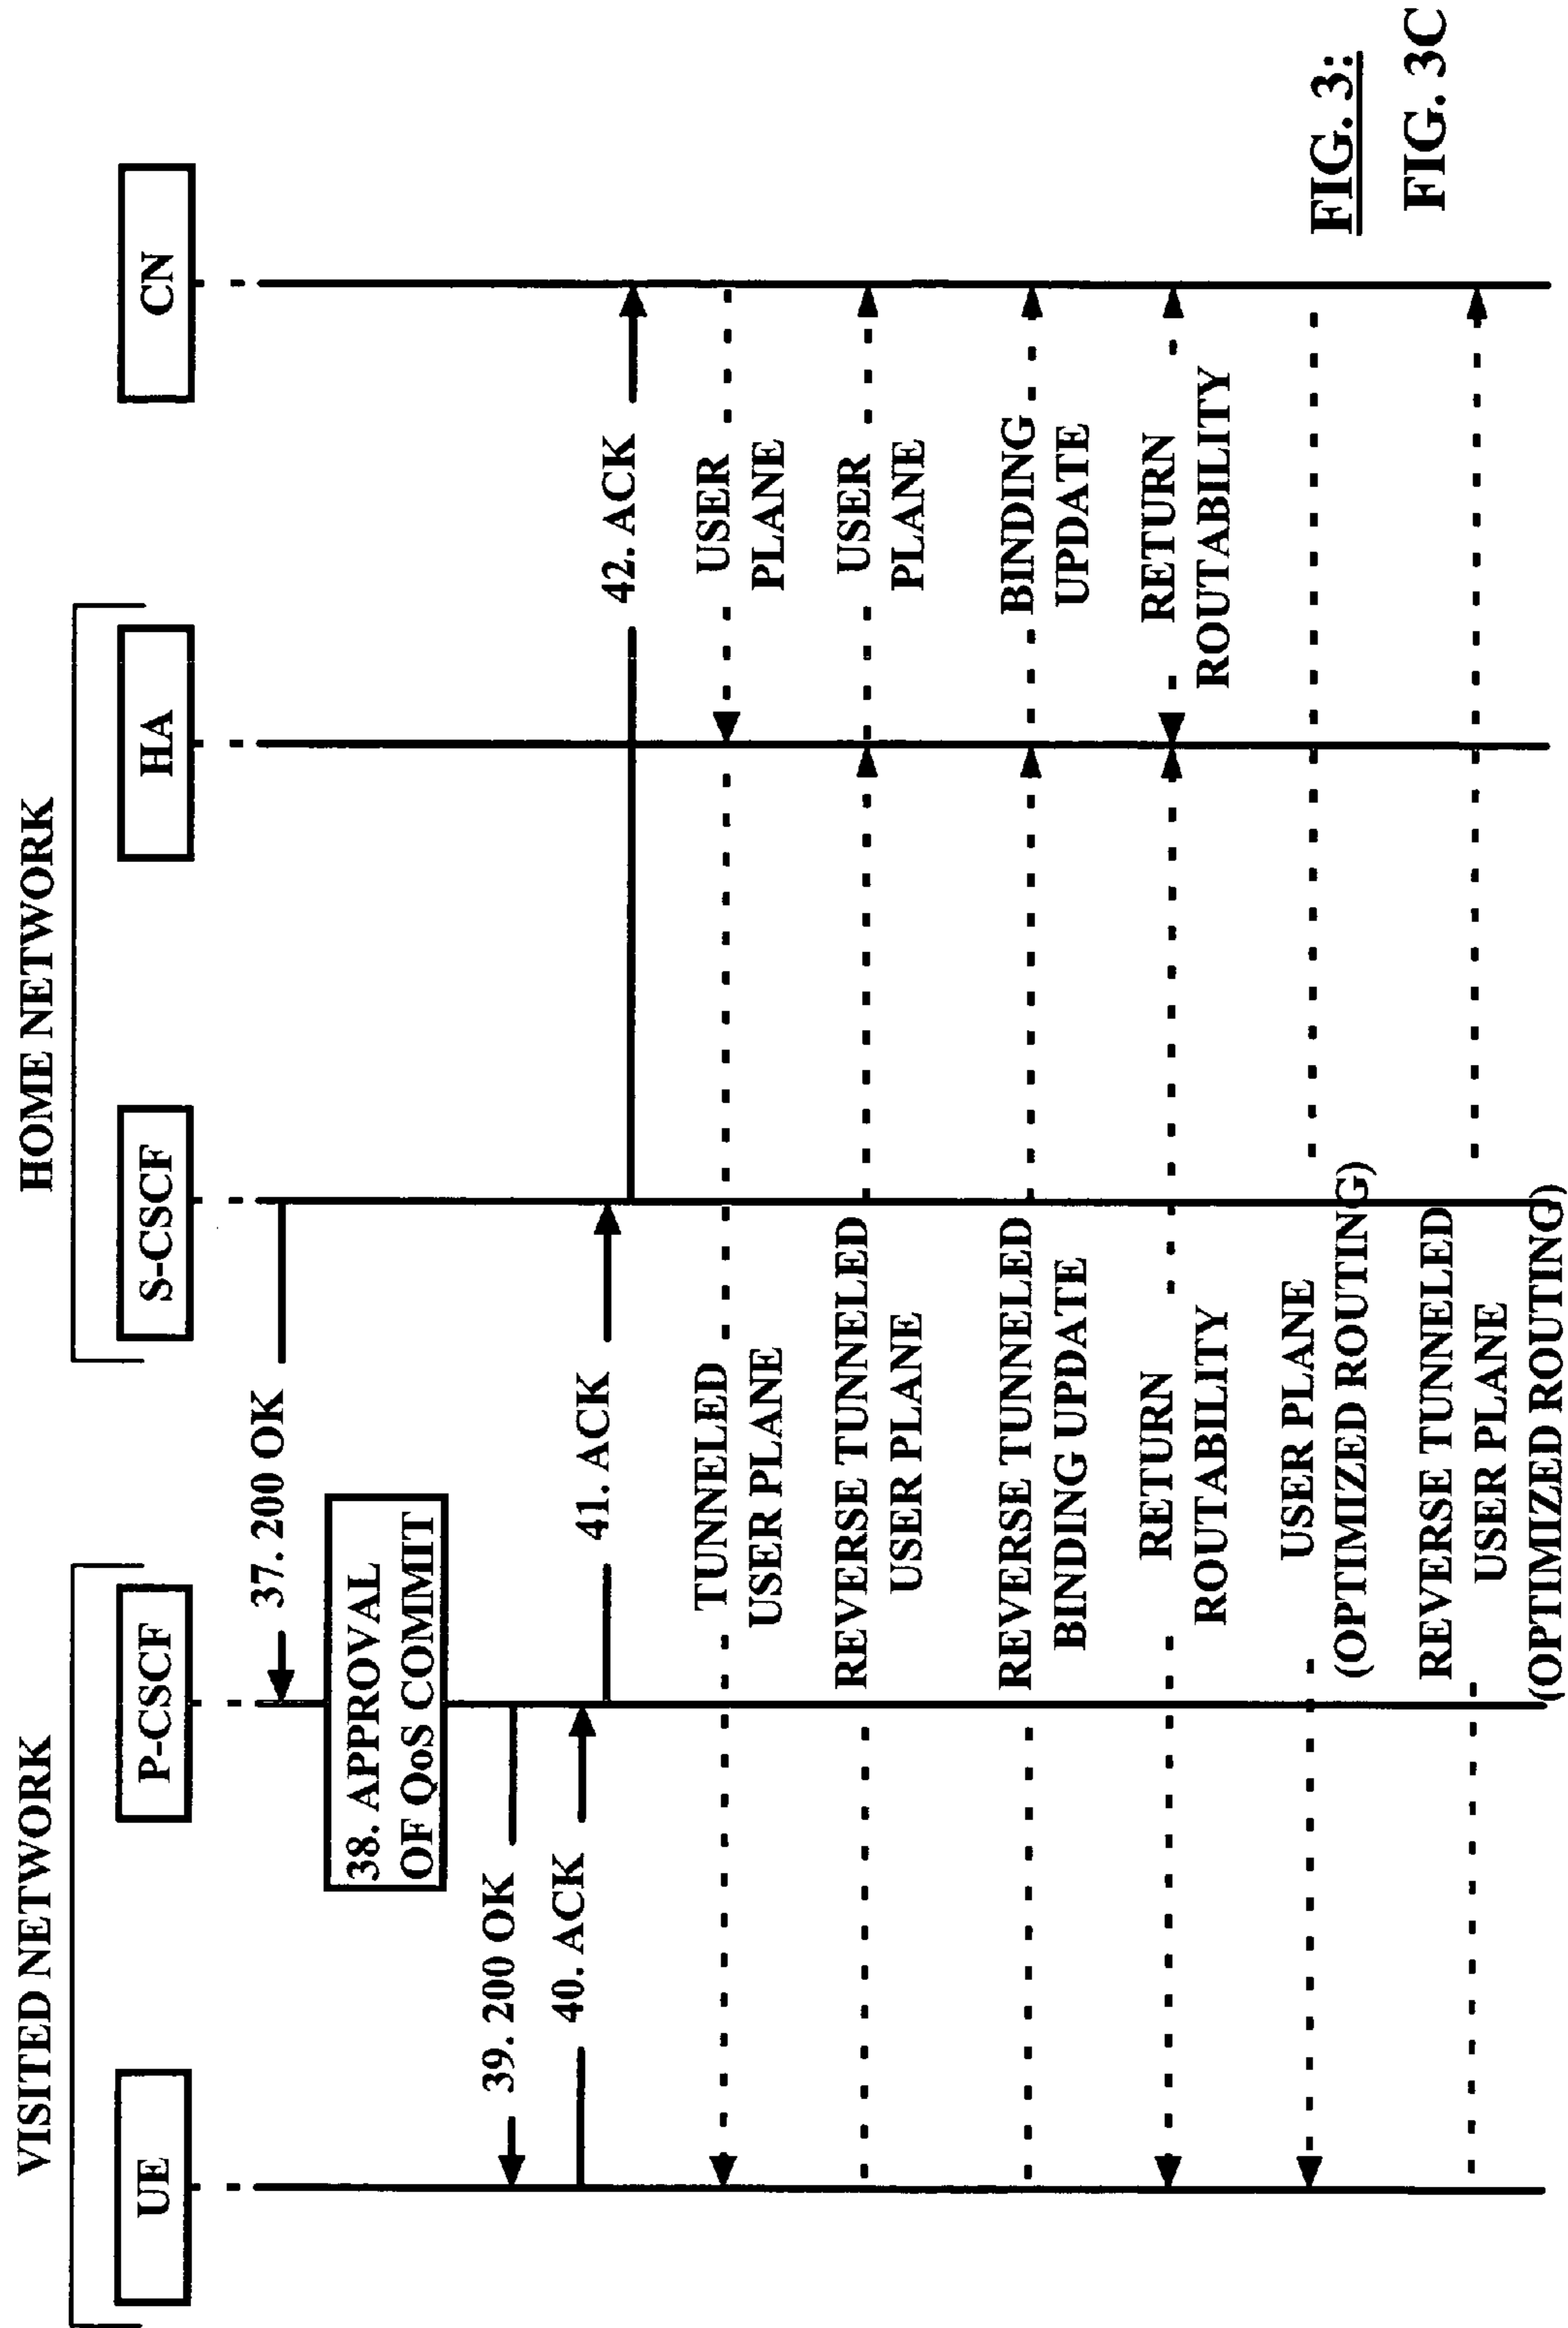 VISITED NETWORK
HOME NETWORK
UE
P-CSCF
S-CSCF
HA
CN
37. 200 OK
38. APPROVAL
OF QoS COMMIT
39. 200 OK
40. ACK
41. ACK
42. ACK
TUNNELED
USER PLANE
USER
PLANE
REVERSE TUNNELED
USER PLANE
USER
PLANE
REVERSE TUNNELED
BINDING UPDATE
BINDING
UPDATE
RETURN
ROUTABILITY
RETURN
ROUTABILITY
USER PLANE
(OPTIMIZED ROUTING)
REVERSE TUNNELED
USER PLANE
(OPTIMIZED ROUTING)
FIG. 3:
FIG. 3C